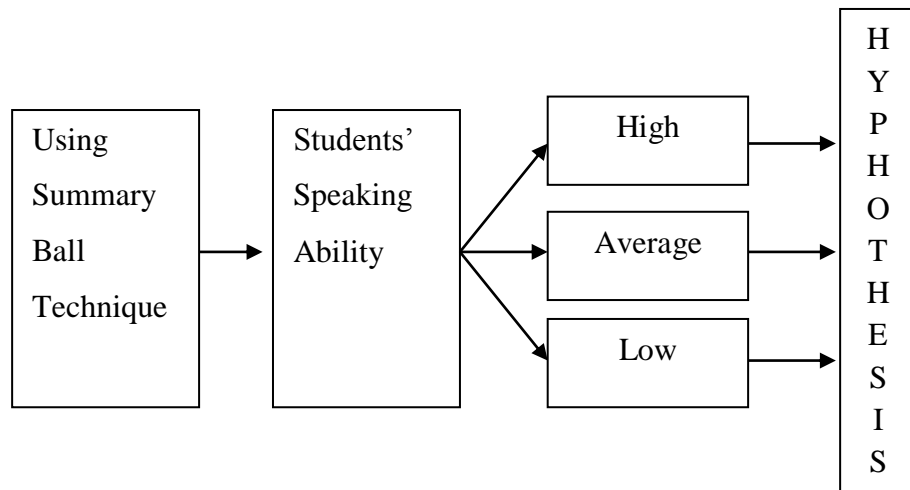 Using
Summary
Ball
Technique
Students’
Speaking
Ability
High
Average
Low
H
Y
P
H
O
T
H
E
S
I
S